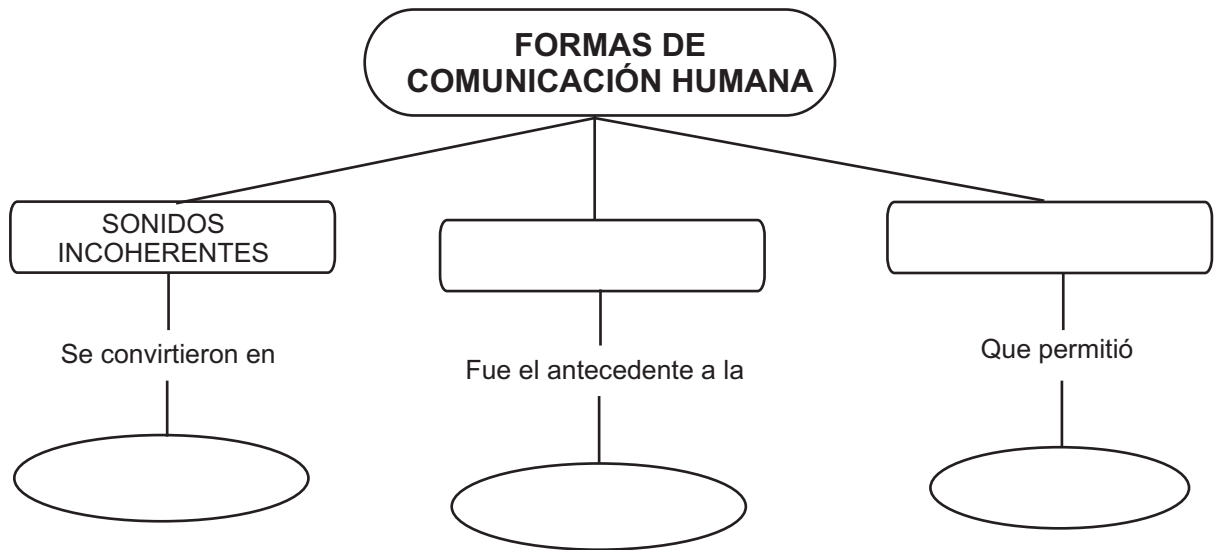 FORMAS DE
COMUNICACIÓN HUMANA
SONIDOS
INCOHERENTES
Se convirtieron en
Fue el antecedente a la
Que permitió